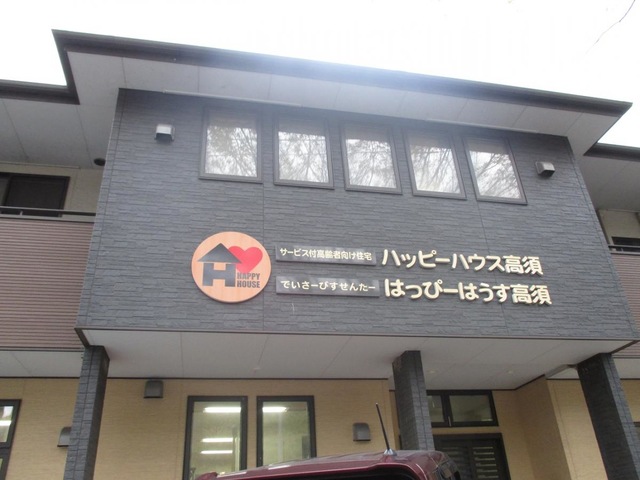 HAPPY
HOUSE
サービス付高齢者向け住宅 ハッピーハウス高須
でいさーびすせんたー はっぴーはうす高須